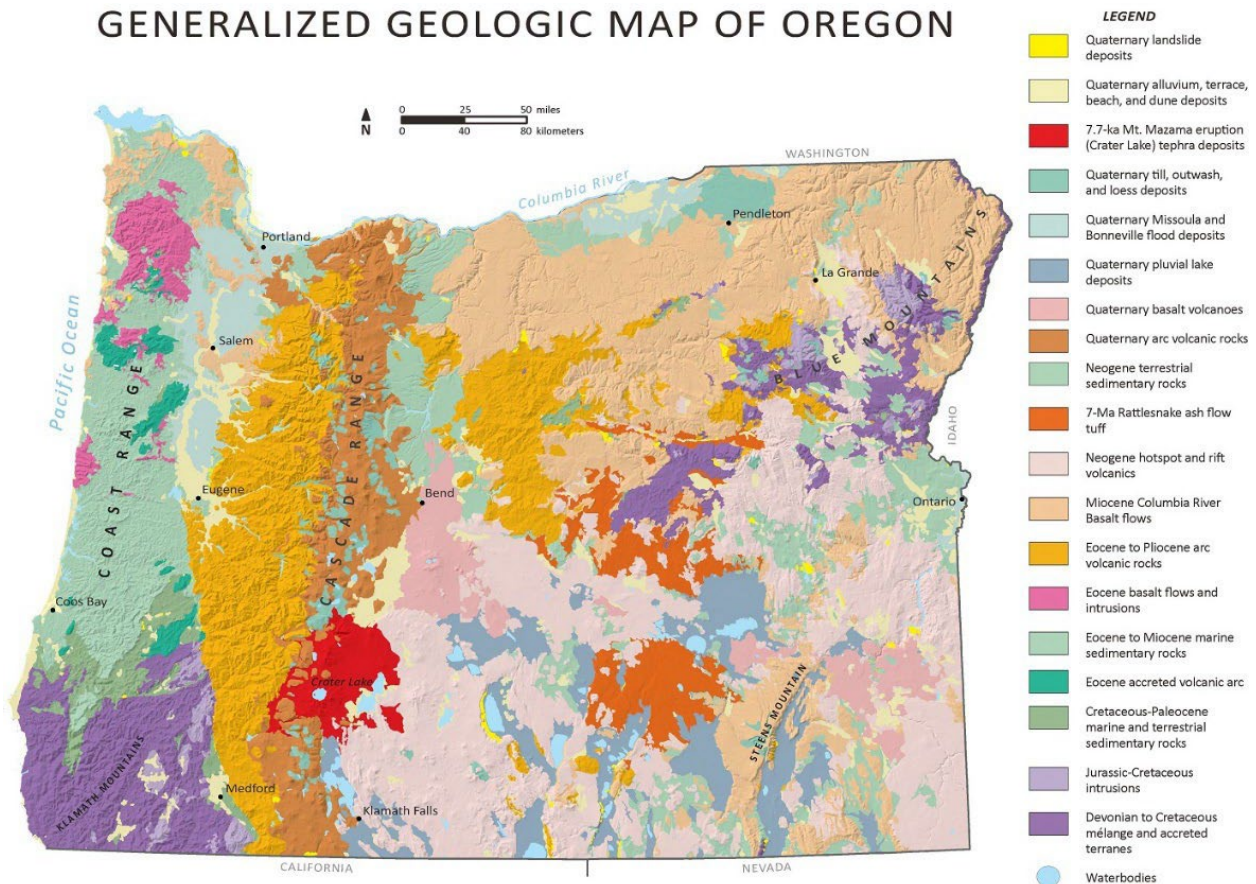 GENERALIZED GEOLOGIC MAP OF OREGON
LEGEND
Quaternary landslide
deposits
Quaternary alluvium, terrace,
beach, and dune deposits
7.7-ka Mt. Mazama eruption
(Crater Lake) tephra deposits
Quaternary till, outwash,
and loess deposits
Quaternary Missoula and
Bonneville flood deposits
Quaternary pluvial lake
deposits
Quaternary basalt volcanoes
Quaternary arc volcanic rocks
Neogene terrestrial
sedimentary rocks
7-Ma Rattlesnake ash flow
tuff
Neogene hotspot and rift
volcanics
Miocene Columbia River
Basalt flows
Eocene to Pliocene arc
volcanic rocks
Eocene basalt flows and
intrusions
Eocene to Miocene marine
sedimentary rocks
Eocene accreted volcanic arc
Cretaceous-Paleocene
marine and terrestrial
sedimentary rocks
Jurassic-Cretaceous
intrusions
Devonian to Cretaceous
mélange and accreted
terranes
Waterbodies
N
0 25 50 miles
0 40 80 kilometers
WASHINGTON
Columbia River
Pendleton
Portland
La Grande
Pacific Ocean
Salem
BLUE MOUNTAINS
COAST RANGE
CASCADE RANGE
IDAHO
Eugene
Bend
Ontario
Coos Bay
Crater Lake
STEENS MOUNTAIN
KLAMATH MOUNTAINS
Medford
Klamath Falls
CALIFORNIA
NEVADA